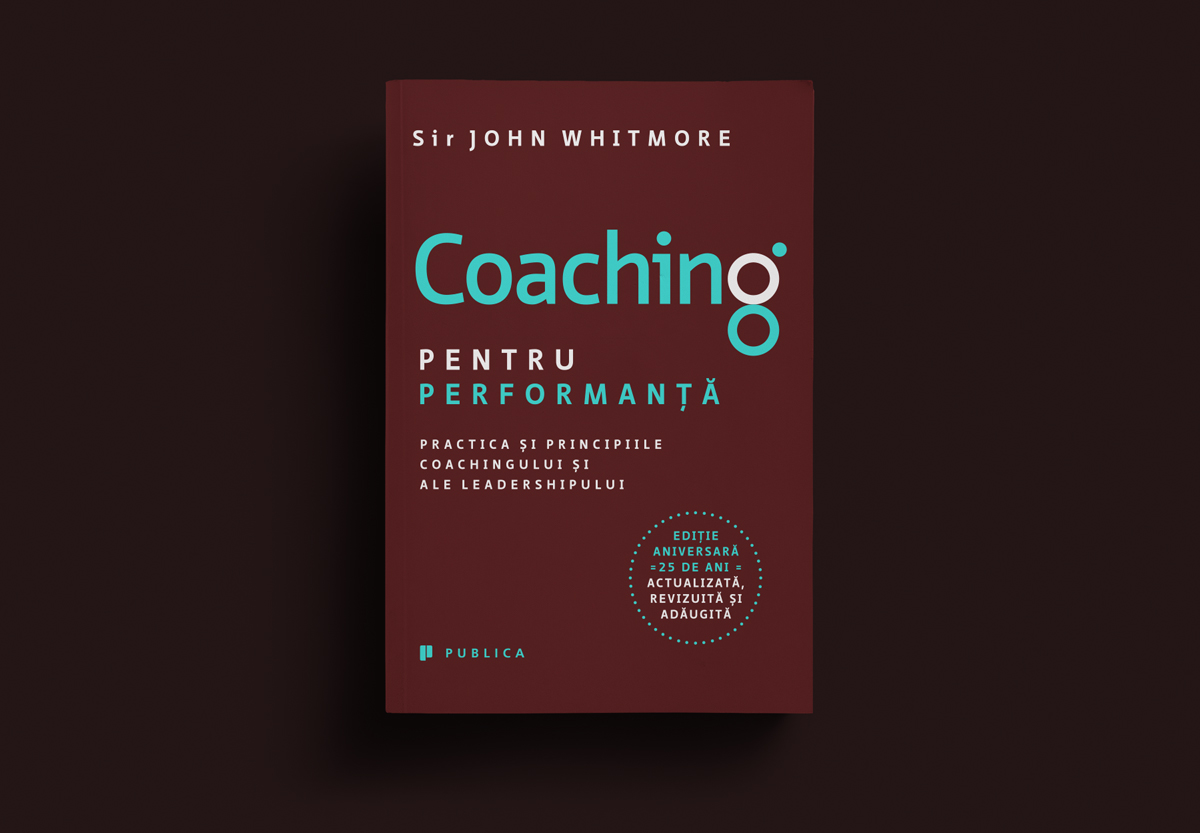 Sir JOHN WHITMORE
Coaching
PENTRU
PERFORMANȚĂ
PRACTICA ȘI PRINCIPIILE
COACHINGULUI ȘI
ALE LEADERSHIPULUI
EDIȚIE
ANIVERSARĂ
=25 DE ANI =
ACTUALIZATĂ,
REVIZUITĂ ȘI
ADĂUGITĂ
PUBLICA